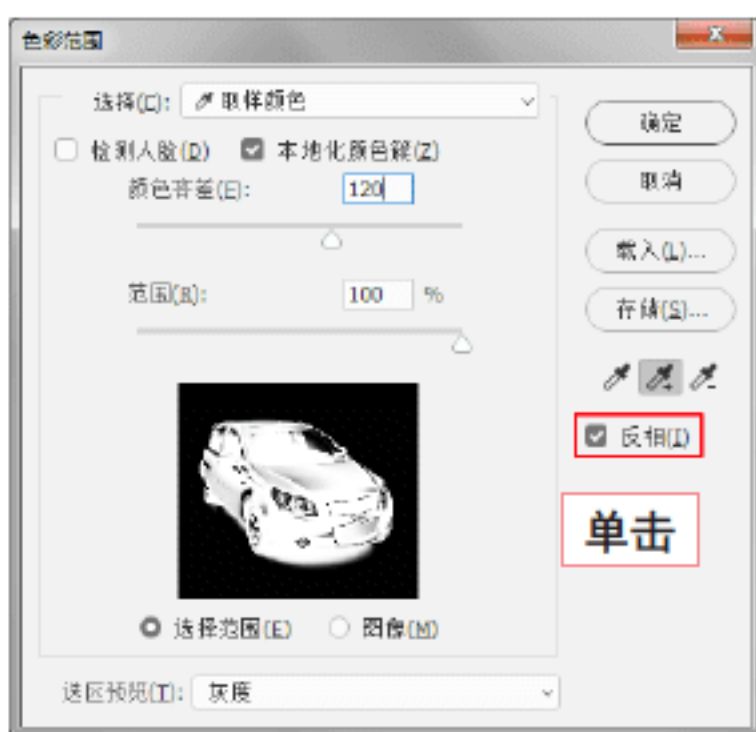 色彩范围
选择(C): 取样颜色
检测人脸(D) 本地化颜色簇(Z)
颜色容差(E): 120
范围(R): 100 %
选择范围(E) 图像(M)
选区预览(T): 灰度
确定
取消
载入(L)...
存储(S)...
反相(I)
单击